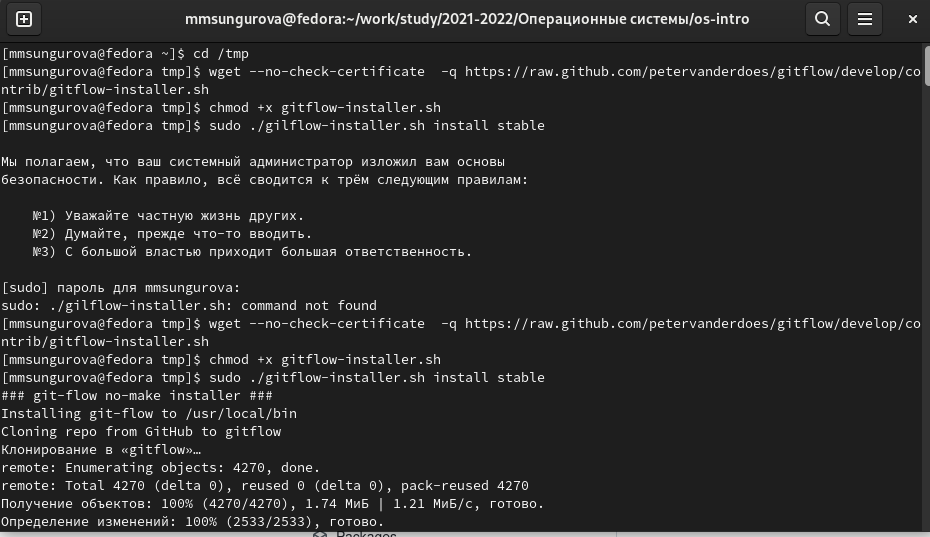 mmsungurova@fedora:~/work/study/2021-2022/Операционные системы/os-intro
[mmsungurova@fedora ~]$ cd /tmp
[mmsungurova@fedora tmp]$ wget --no-check-certificate  -q https://raw.github.com/petervanderdoes/gitflow/develop/co
ntrib/gitflow-installer.sh
[mmsungurova@fedora tmp]$ chmod +x gitflow-installer.sh
[mmsungurova@fedora tmp]$ sudo ./gilflow-installer.sh install stable
Мы полагаем, что ваш системный администратор изложил вам основы
безопасности. Как правило, всё сводится к трём следующим правилам:
№1) Уважайте частную жизнь других.
№2) Думайте, прежде что-то вводить.
№3) С большой властью приходит большая ответственность.
[sudo] пароль для mmsungurova:
sudo: ./gilflow-installer.sh: command not found
[mmsungurova@fedora tmp]$ wget --no-check-certificate  -q https://raw.github.com/petervanderdoes/gitflow/develop/co
ntrib/gitflow-installer.sh
[mmsungurova@fedora tmp]$ chmod +x gitflow-installer.sh
[mmsungurova@fedora tmp]$ sudo ./gitflow-installer.sh install stable
### git-flow no-make installer ###
Installing git-flow to /usr/local/bin
Cloning repo from GitHub to gitflow
Клонирование в «gitflow»…
remote: Enumerating objects: 4270, done.
remote: Total 4270 (delta 0), reused 0 (delta 0), pack-reused 4270
Получение объектов: 100% (4270/4270), 1.74 МиБ | 1.21 МиБ/с, готово.
Определение изменений: 100% (2533/2533), готово.
Packages